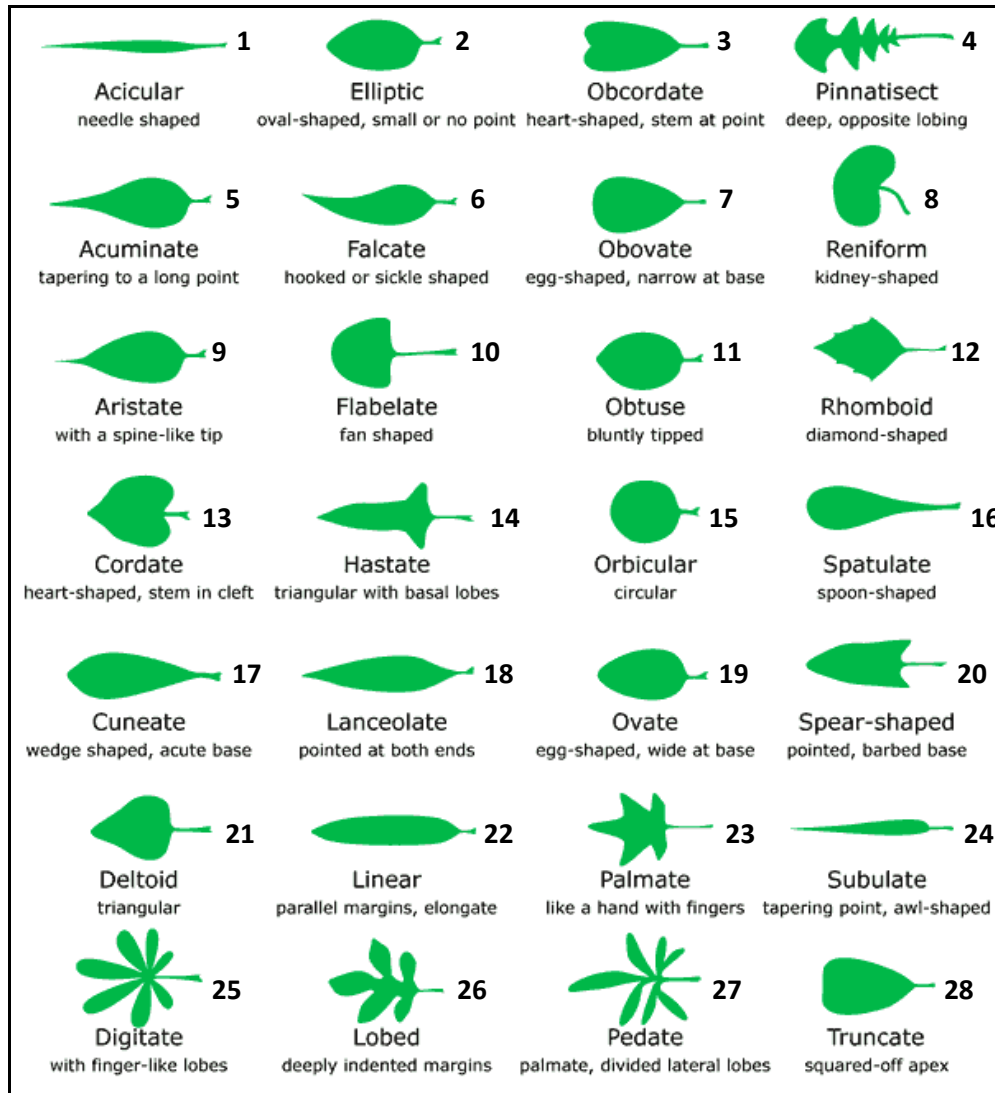 1 2 3 4
Acicular Elliptic Obcordate Pinnatisect
needle shaped oval-shaped, small or no point heart-shaped, stem at point deep, opposite lobing
5 6 7 8
Acuminate Falcate Obovate Reniform
tapering to a long point hooked or sickle shaped egg-shaped, narrow at base kidney-shaped
9 10 11 12
Aristate Flabelate Obtuse Rhomboid
with a spine-like tip fan shaped bluntly tipped diamond-shaped
13 14 15 16
Cordate Hastate Orbicular Spatulate
heart-shaped, stem in cleft triangular with basal lobes circular spoon-shaped
17 18 19 20
Cuneate Lanceolate Ovate Spear-shaped
wedge shaped, acute base pointed at both ends egg-shaped, wide at base pointed, barbed base
21 22 23 24
Deltoid Linear Palmate Subulate
triangular parallel margins, elongate like a hand with fingers tapering point, awl-shaped
25 26 27 28
Digitate Lobed Pedate Truncate
with finger-like lobes deeply indented margins palmate, divided lateral lobes squared-off apex